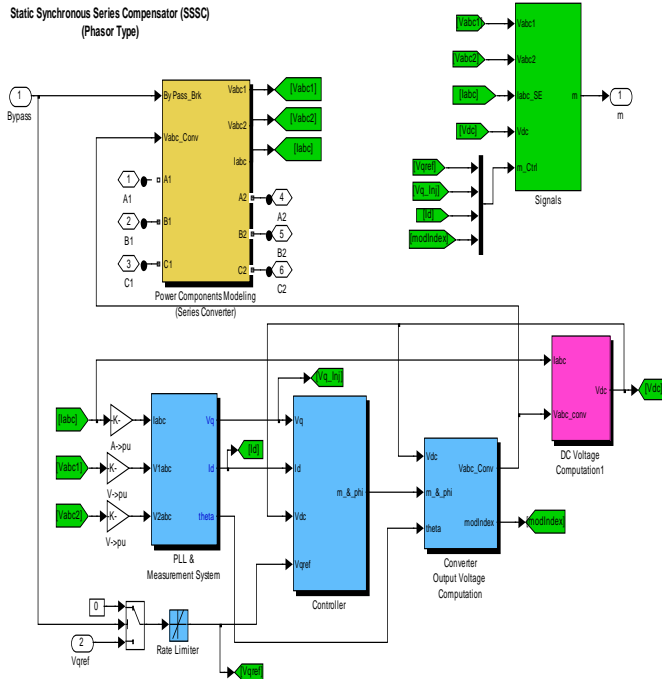 Static Synchronous Series Compensator (SSSC)
(Phasor Type)
1
Bypass
By Pass_Brk
Vabc_Conv
A1
B1
C1
Vabc1
Vabc2
Iabc
A2
B2
C2
Power Components Modeling
(Series Converter)
[Vabc1]
[Vabc2]
[Iabc]
1
A1
2
B1
3
C1
4
A2
5
B2
6
C2
[Vabc1]
[Vabc2]
[Iabc]
[Vdc]
[Vqref]
[Vq_Inj]
[Id]
[modIndex]
Vabc1
Vabc2
Iabc_SE
Vdc
m_Ctrl
m
Signals
1
m
[Iabc]
-K-
A->pu
[Vabc1]
-K-
V->pu
[Vabc2]
-K-
V->pu
Iabc
V1abc
V2abc
Vq
Id
theta
PLL &
Measurement System
[Vq_Inj]
[Id]
Vq
Id
Vdc
Vqref
m_&_phi
Controller
Vdc
m_&_phi
theta
Vabc_Conv
modIndex
Converter
Output Voltage
Computation
Iabc
Vabc_conv
Vdc
DC Voltage
Computation1
[Vdc]
[modIndex]
0
2
Vqref
Rate Limiter
[Vqref]